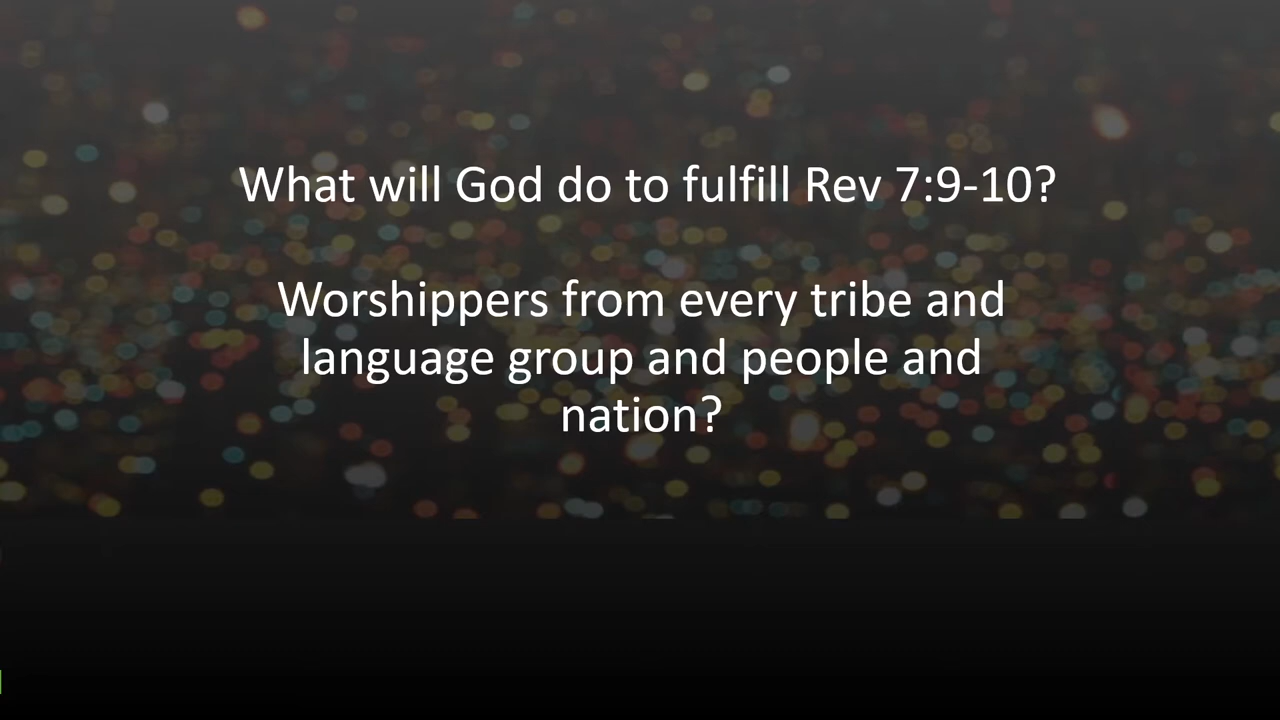 What will God do to fulfill Rev 7:9-10?
Worshippers from every tribe and
language group and people and
nation?